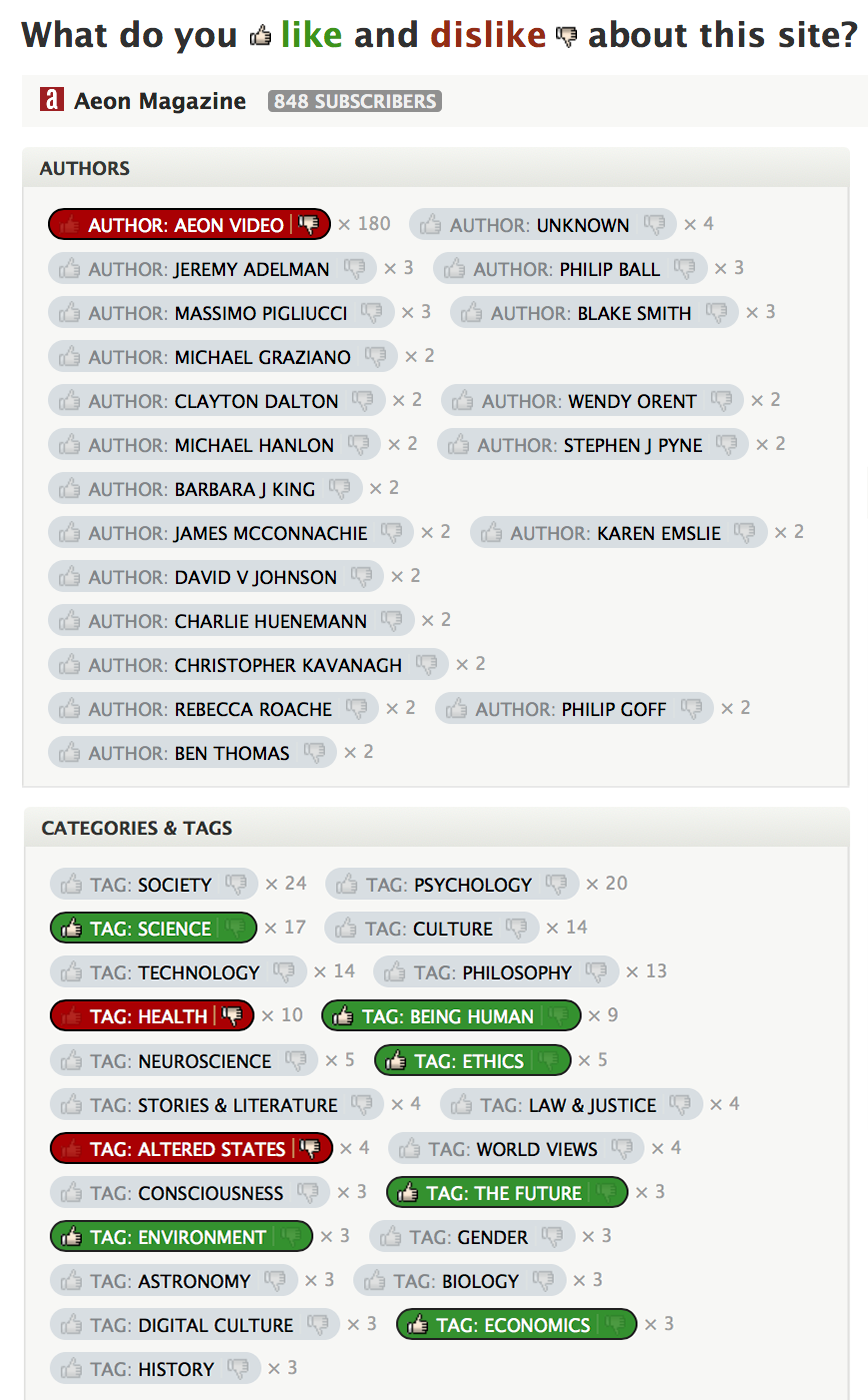 What do you like and dislike about this site?
a Aeon Magazine 848 SUBSCRIBERS
AUTHORS
AUTHOR: AEON VIDEO × 180 AUTHOR: UNKNOWN × 4
AUTHOR: JEREMY ADELMAN × 3 AUTHOR: PHILIP BALL × 3
AUTHOR: MASSIMO PIGLIUCCI × 3 AUTHOR: BLAKE SMITH × 3
AUTHOR: MICHAEL GRAZIANO × 2
AUTHOR: CLAYTON DALTON × 2 AUTHOR: WENDY ORENT × 2
AUTHOR: MICHAEL HANLON × 2 AUTHOR: STEPHEN J PYNE × 2
AUTHOR: BARBARA J KING × 2
AUTHOR: JAMES MCCONNACHIE × 2 AUTHOR: KAREN EMSLIE × 2
AUTHOR: DAVID V JOHNSON × 2
AUTHOR: CHARLIE HUENEMANN × 2
AUTHOR: CHRISTOPHER KAVANAGH × 2
AUTHOR: REBECCA ROACHE × 2 AUTHOR: PHILIP GOFF × 2
AUTHOR: BEN THOMAS × 2
CATEGORIES & TAGS
TAG: SOCIETY × 24 TAG: PSYCHOLOGY × 20
TAG: SCIENCE × 17 TAG: CULTURE × 14
TAG: TECHNOLOGY × 14 TAG: PHILOSOPHY × 13
TAG: HEALTH × 10 TAG: BEING HUMAN × 9
TAG: NEUROSCIENCE × 5 TAG: ETHICS × 5
TAG: STORIES & LITERATURE × 4 TAG: LAW & JUSTICE × 4
TAG: ALTERED STATES × 4 TAG: WORLD VIEWS × 4
TAG: CONSCIOUSNESS × 3 TAG: THE FUTURE × 3
TAG: ENVIRONMENT × 3 TAG: GENDER × 3
TAG: ASTRONOMY × 3 TAG: BIOLOGY × 3
TAG: DIGITAL CULTURE × 3 TAG: ECONOMICS × 3
TAG: HISTORY × 3